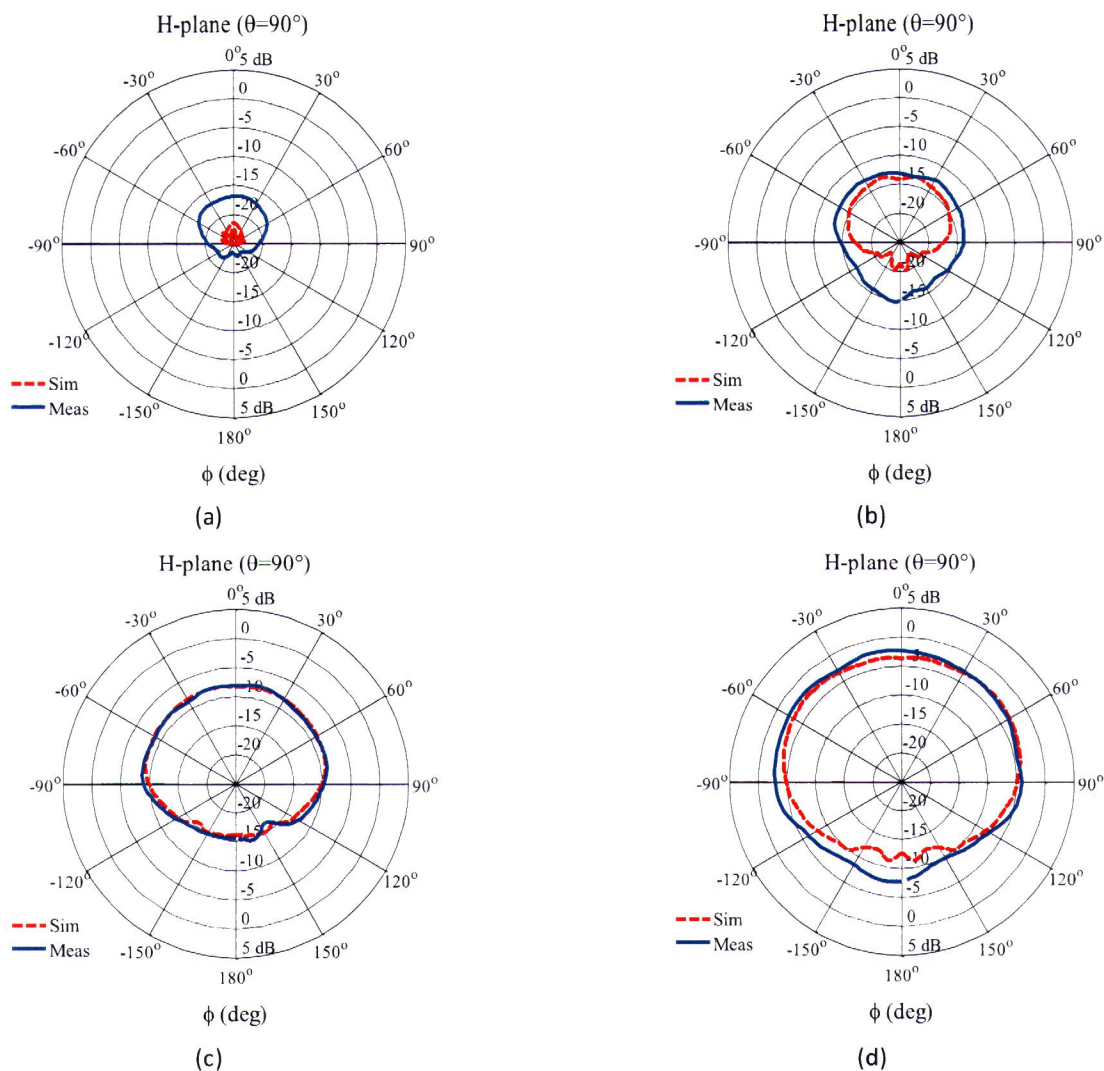 H-plane (θ=90°)
0° 5 dB
-30° 0 30°
-5
-60° -10 60°
-15
-20
-90° 90°
-20
-15
-120° -10 120°
-5
Sim 0
Meas -150° 5 dB 150°
180°
ϕ (deg)
(a)
H-plane (θ=90°)
0° 5 dB
-30° 0 30°
-5
-60° -10 60°
-15
-20
-90° 90°
-20
-15
-120° -10 120°
-5
Sim 0
Meas -150° 5 dB 150°
180°
ϕ (deg)
(b)
H-plane (θ=90°)
0° 5 dB
-30° 0 30°
-5
-60° -10 60°
-15
-20
-90° 90°
-20
-15
-120° -10 120°
-5
Sim 0
Meas -150° 5 dB 150°
180°
ϕ (deg)
(c)
H-plane (θ=90°)
0° 5 dB
-30° 0 30°
-5
-60° -10 60°
-15
-20
-90° 90°
-20
-15
-120° -10 120°
-5
Sim 0
Meas -150° 5 dB 150°
180°
ϕ (deg)
(d)